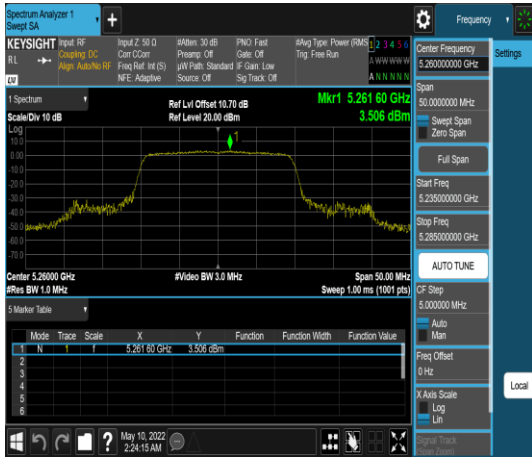 Spectrum Analyzer 1
Swept SA
Frequency
KEYSIGHT
RL
Input: RF
Coupling: DC
Align: Auto/No RF
Input Z: 50 Ω
Corr CCorr
Freq Ref: Int (S)
NFE: Adaptive
#Atten: 30 dB
Preamp: Off
µW Path: Standard
Source: Off
PNO: Fast
Gate: Off
IF Gain: Low
Sig Track: Off
#Avg Type: Power (RMS
Trig: Free Run
1 2 3 4 5 6
A W W W W W
A N N N N N
LXI
1 Spectrum
Scale/Div 10 dB
Ref Lvl Offset 10.70 dB
Ref Level 20.00 dBm
Mkr1 5.261 60 GHz
3.506 dBm
Log
10.0
0.00
-10.0
-20.0
-30.0
-40.0
-50.0
-60.0
-70.0
1
Center 5.26000 GHz
#Res BW 1.0 MHz
#Video BW 3.0 MHz
Span 50.00 MHz
Sweep 1.00 ms (1001 pts)
5 Marker Table
Mode Trace Scale X Y Function Function Width Function Value
1 N 1 f 5.261 60 GHz 3.506 dBm
2
3
4
5
6
May 10, 2022
2:24:15 AM
Center Frequency
5.260000000 GHz
Span
50.0000000 MHz
Swept Span
Zero Span
Full Span
Start Freq
5.235000000 GHz
Stop Freq
5.285000000 GHz
AUTO TUNE
CF Step
5.000000 MHz
Auto
Man
Freq Offset
0 Hz
X Axis Scale
Log
Lin
Signal Track
(Span Zoom)
Settings
Local